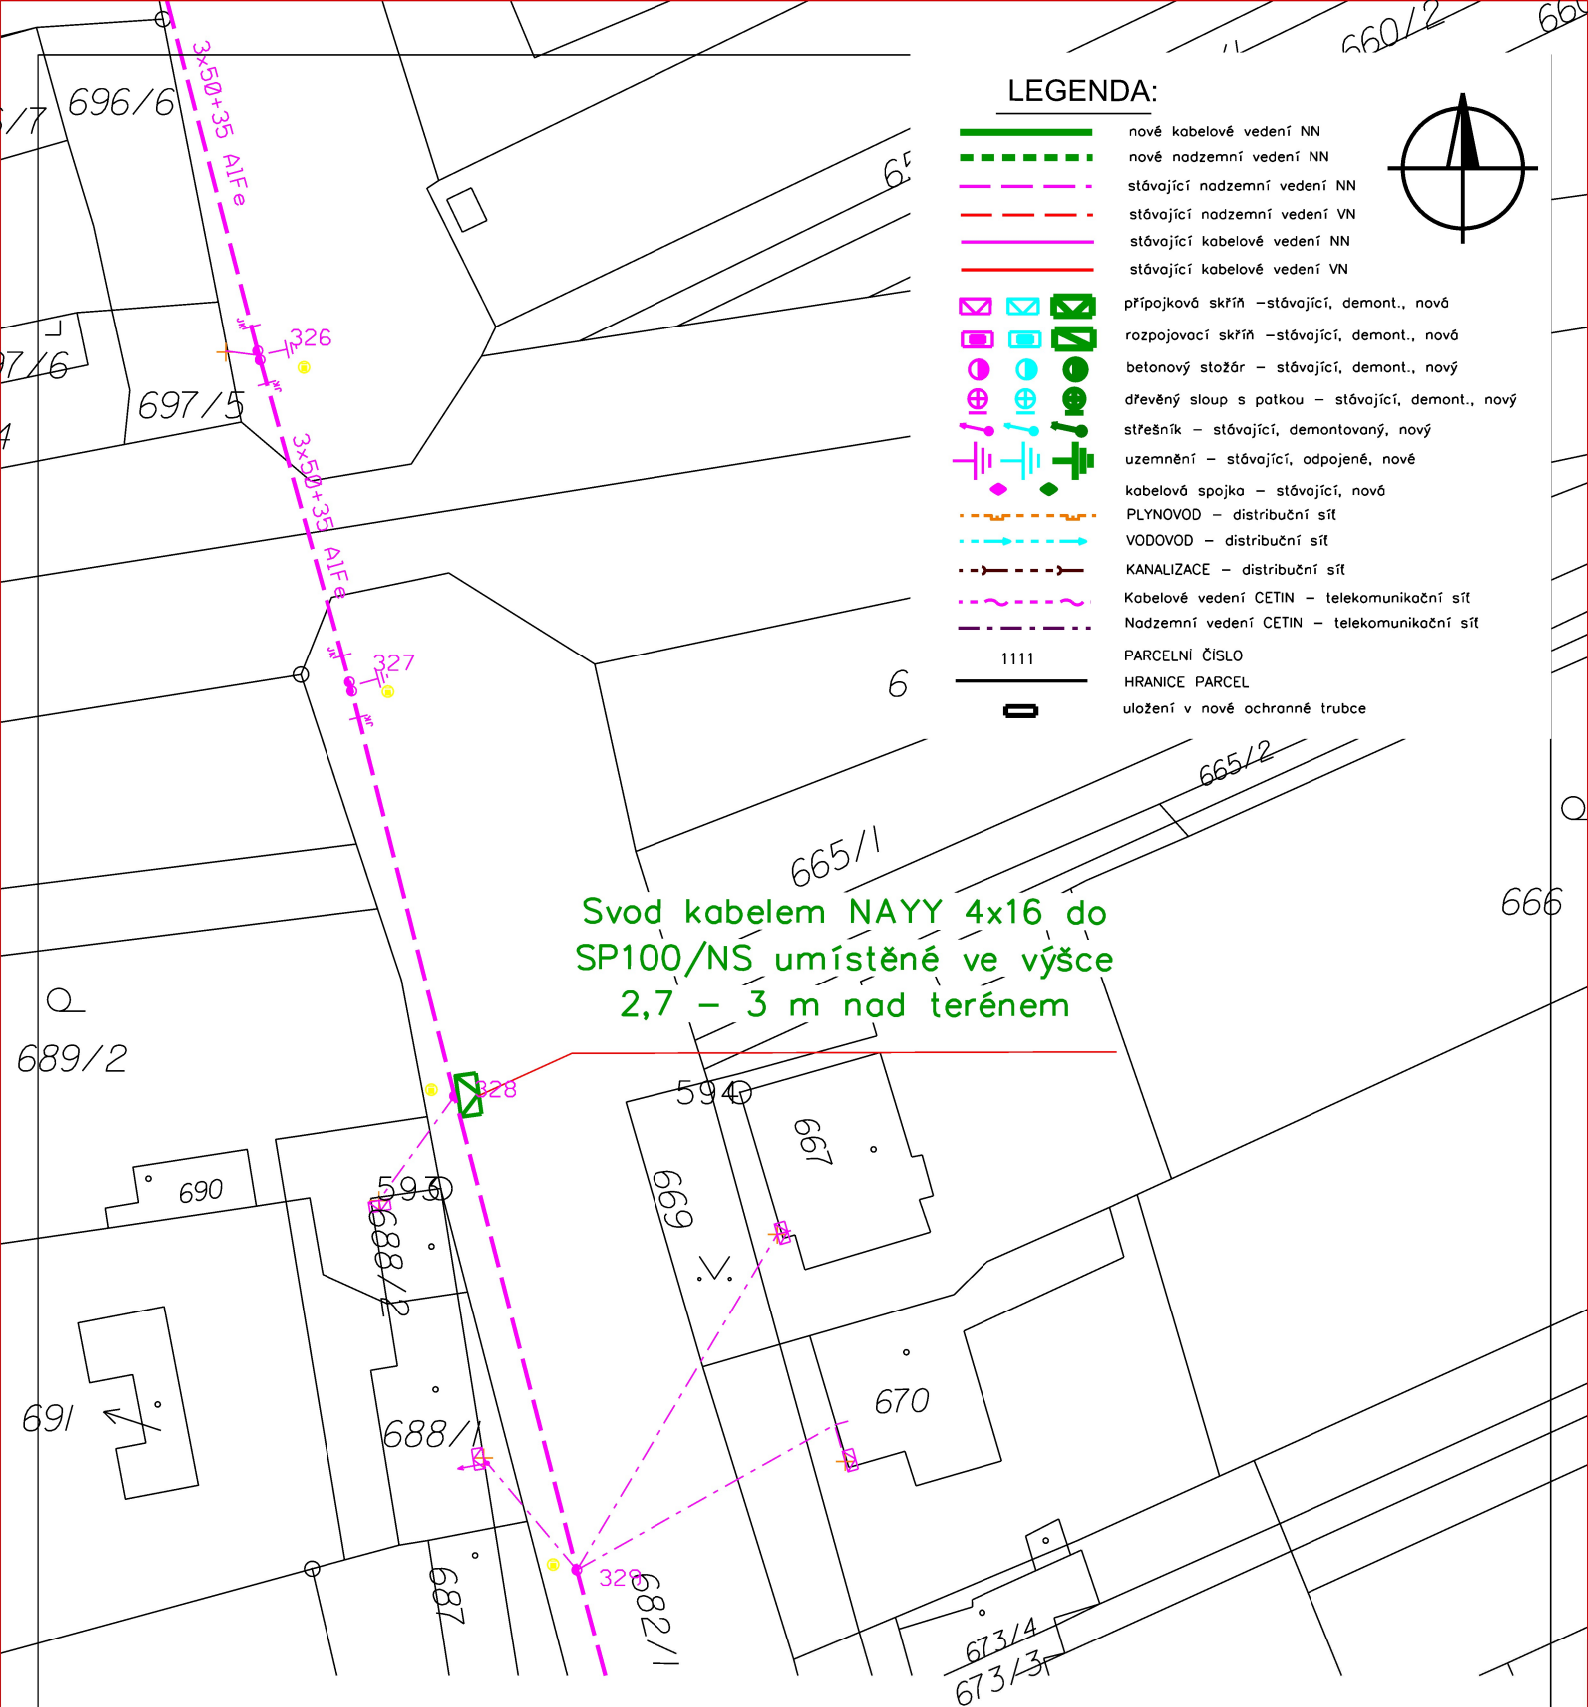 660/2
696/6
3x50+35 AlFe
LEGENDA:
nové kabelové vedení NN
nové nadzemní vedení NN
stávající nadzemní vedení NN
stávající nadzemní vedení VN
stávající kabelové vedení NN
stávající kabelové vedení VN
přípojková skříň –stávající, demont., nová
rozpojovací skříň –stávající, demont., nová
betonový stožár – stávající, demont., nový
dřevěný sloup s patkou – stávající, demont., nový
střešník – stávající, demontovaný, nový
uzemnění – stávající, odpojené, nové
kabelová spojka – stávající, nová
PLYNOVOD – distribuční síť
VODOVOD – distribuční síť
KANALIZACE – distribuční síť
Kabelové vedení CETIN – telekomunikační síť
Nadzemní vedení CETIN – telekomunikační síť
1111 PARCELNÍ ČÍSLO
HRANICE PARCEL
uložení v nové ochranné trubce
326
97/6
697/5
3x50+35 AlFe
327
6
665/2
665/1
666
Svod kabelem NAYY 4x16 do
SP100/NS umístěné ve výšce
2,7 – 3 m nad terénem
689/2
328
594
667
690
593
669
688/2
691
688/1
670
329
687
682/1
673/4
673/3